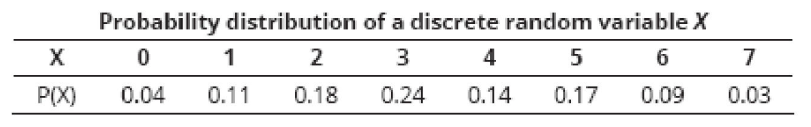 Probability distribution of a discrete random variable X
X 0 1 2 3 4 5 6 7
P(X) 0.04 0.11 0.18 0.24 0.14 0.17 0.09 0.03